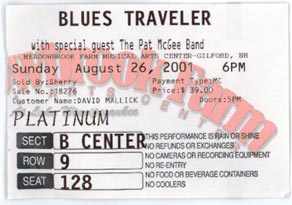 BLUES TRAVELER
with special guest The Pat McGee Band
MEADOWBROOK FARM MUSICAL ARTS CENTER-GILFORD, NH
Sunday August 26, 2001 6PM
Sold By:Sherry Payment Type:MC
Sale No.:18276 Price:$ 39.00
Customer Name:DAVID MALLICK Doors:5PM
PLATINUM
SECT B CENTER THIS PERFORMANCE IS RAIN OR SHINE
NO REFUNDS OR EXCHANGES
ROW 9 NO CAMERAS OR RECORDING EQUIPMENT
NO RE-ENTRY
SEAT 128 NO FOOD OR BEVERAGE CONTAINERS
NO COOLERS